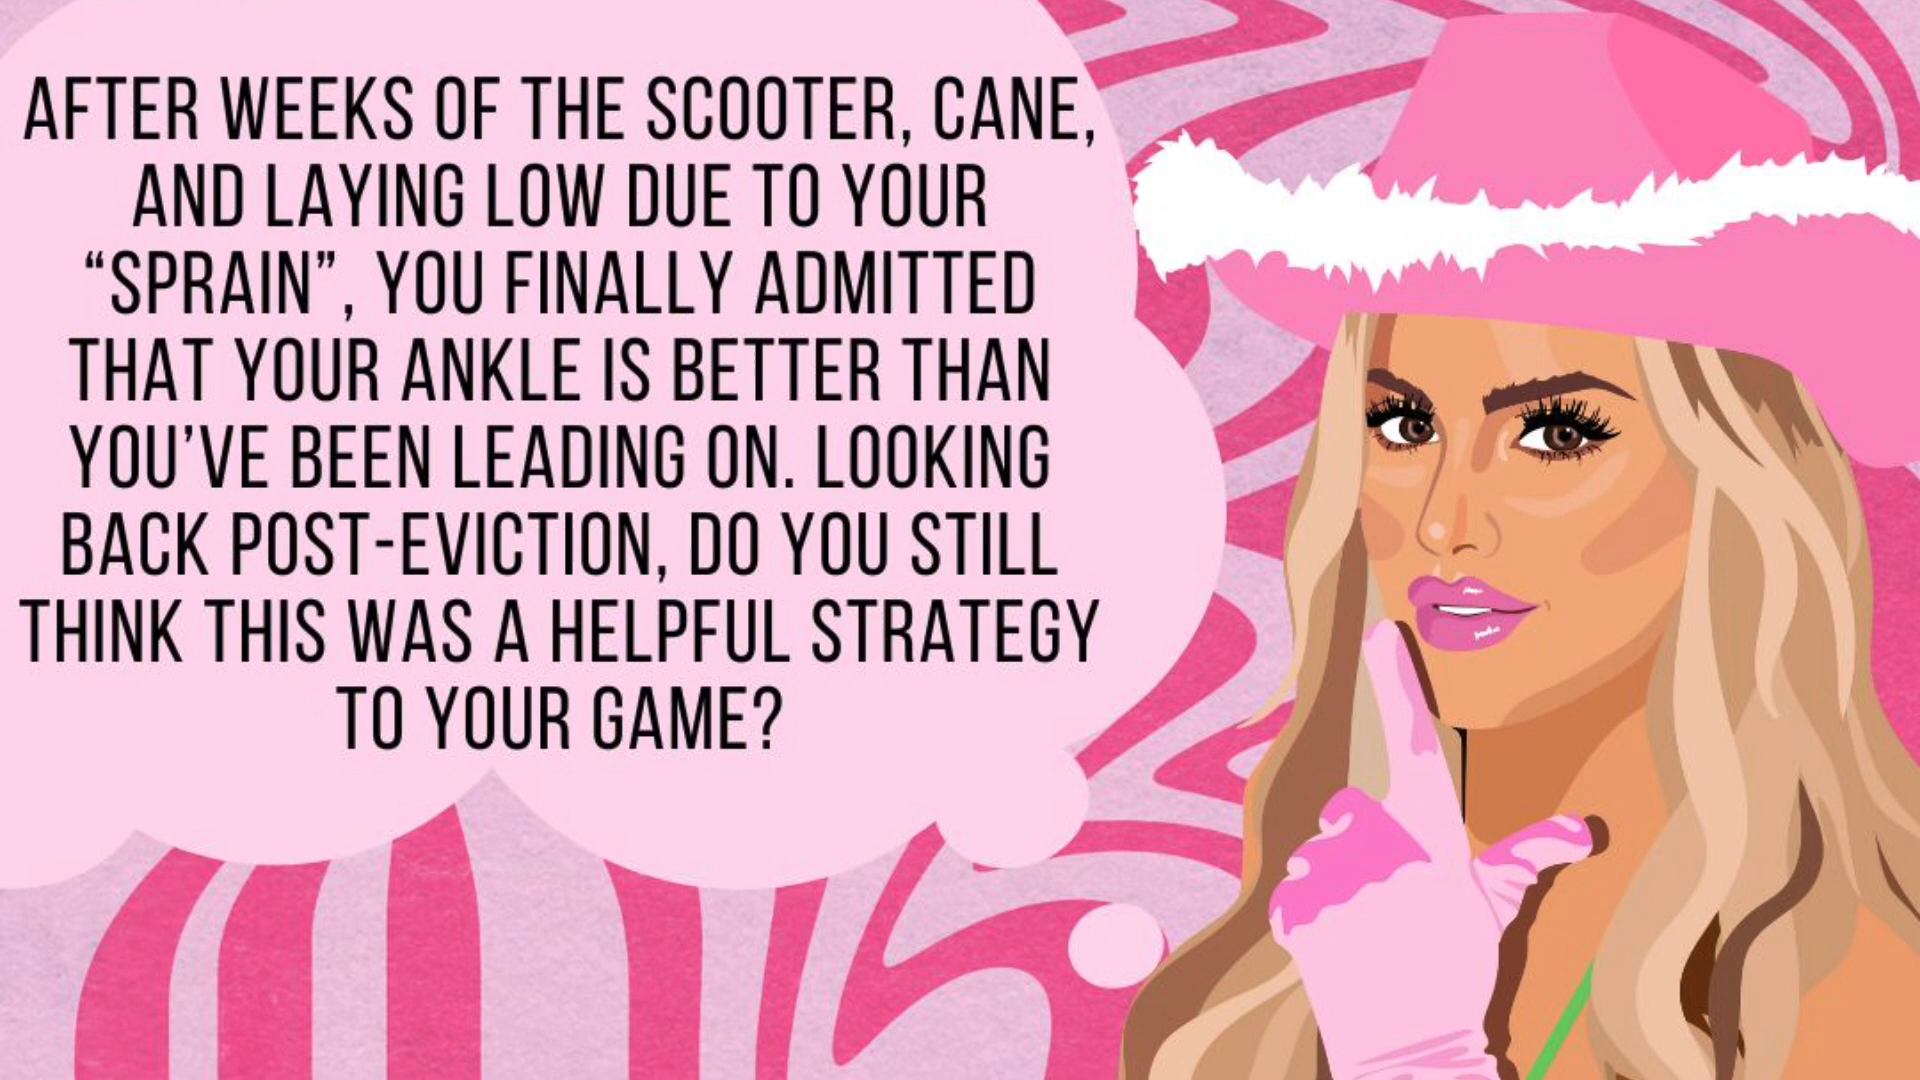 AFTER WEEKS OF THE SCOOTER, CANE,
AND LAYING LOW DUE TO YOUR
“SPRAIN”, YOU FINALLY ADMITTED
THAT YOUR ANKLE IS BETTER THAN
YOU’VE BEEN LEADING ON. LOOKING
BACK POST-EVICTION, DO YOU STILL
THINK THIS WAS A HELPFUL STRATEGY
TO YOUR GAME?